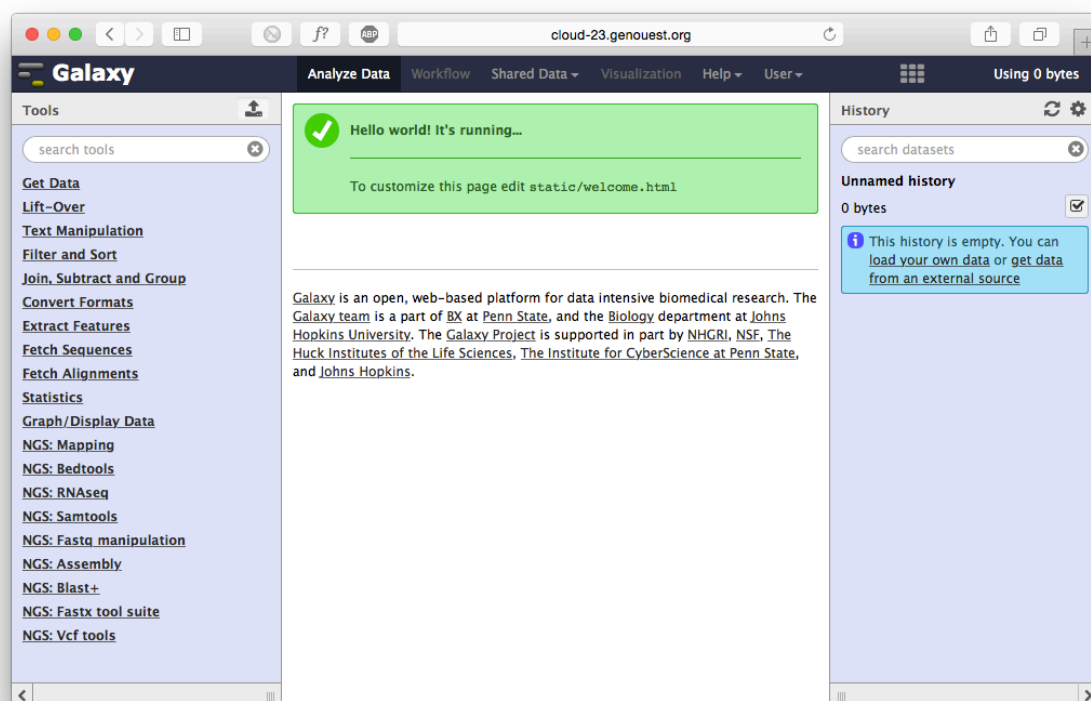 f?
ABP
cloud-23.genouest.org
Galaxy
Analyze Data Workflow Shared Data Visualization Help User Using 0 bytes
Tools
search tools
Get Data
Lift-Over
Text Manipulation
Filter and Sort
Join, Subtract and Group
Convert Formats
Extract Features
Fetch Sequences
Fetch Alignments
Statistics
Graph/Display Data
NGS: Mapping
NGS: Bedtools
NGS: RNAseq
NGS: Samtools
NGS: Fastq manipulation
NGS: Assembly
NGS: Blast+
NGS: Fastx tool suite
NGS: Vcf tools
Hello world! It's running...
To customize this page edit static/welcome.html
Galaxy is an open, web-based platform for data intensive biomedical research. The
Galaxy team is a part of BX at Penn State, and the Biology department at Johns
Hopkins University. The Galaxy Project is supported in part by NHGRI, NSF, The
Huck Institutes of the Life Sciences, The Institute for CyberScience at Penn State,
and Johns Hopkins.
History
search datasets
Unnamed history
0 bytes
This history is empty. You can
load your own data or get data
from an external source